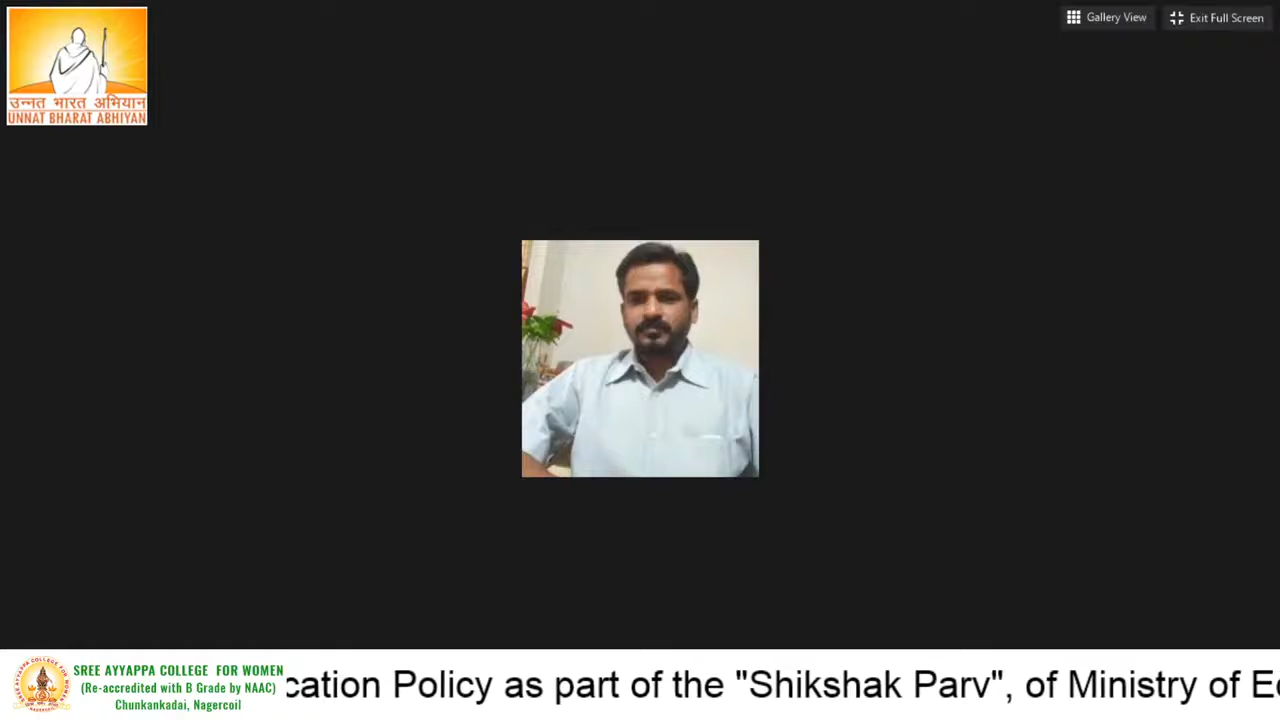 Gallery View
Exit Full Screen
उन्नत भारत अभियान
UNNAT BHARAT ABHIYAN
SREE AYYAPPA COLLEGE FOR WOMEN
(Re-accredited with B Grade by NAAC)
Chunkankadai, Nagercoil
cation Policy as part of the "Shikshak Parv", of Ministry of Ec